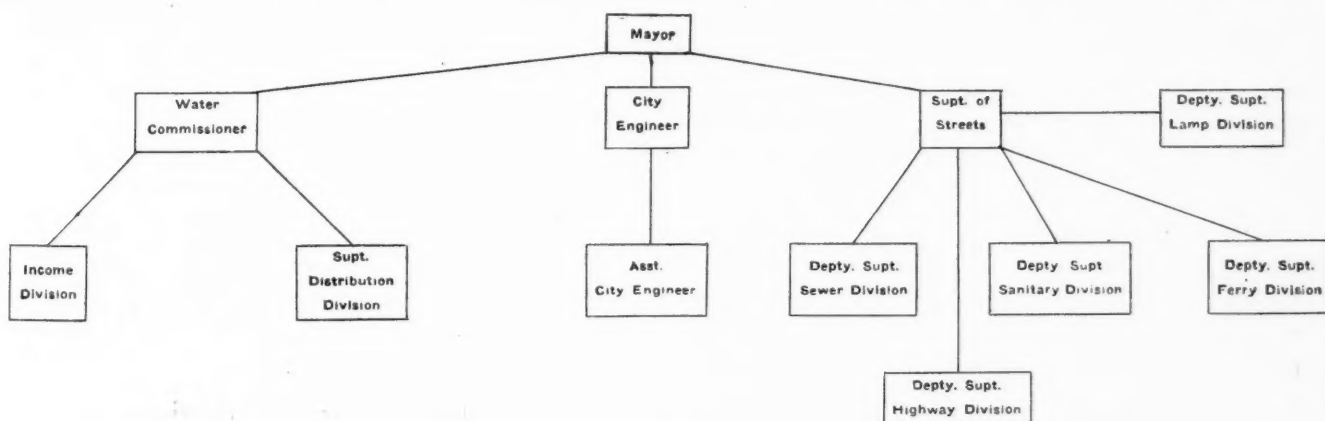 Mayor
Water
Commissioner
City
Engineer
Supt. of
Streets
Depty. Supt.
Lamp Division
Income
Division
Supt.
Distribution
Division
Asst.
City Engineer
Depty. Supt.
Sewer Division
Depty Supt
Sanitary Division
Depty. Supt.
Ferry Division
Depty. Supt.
Highway Division